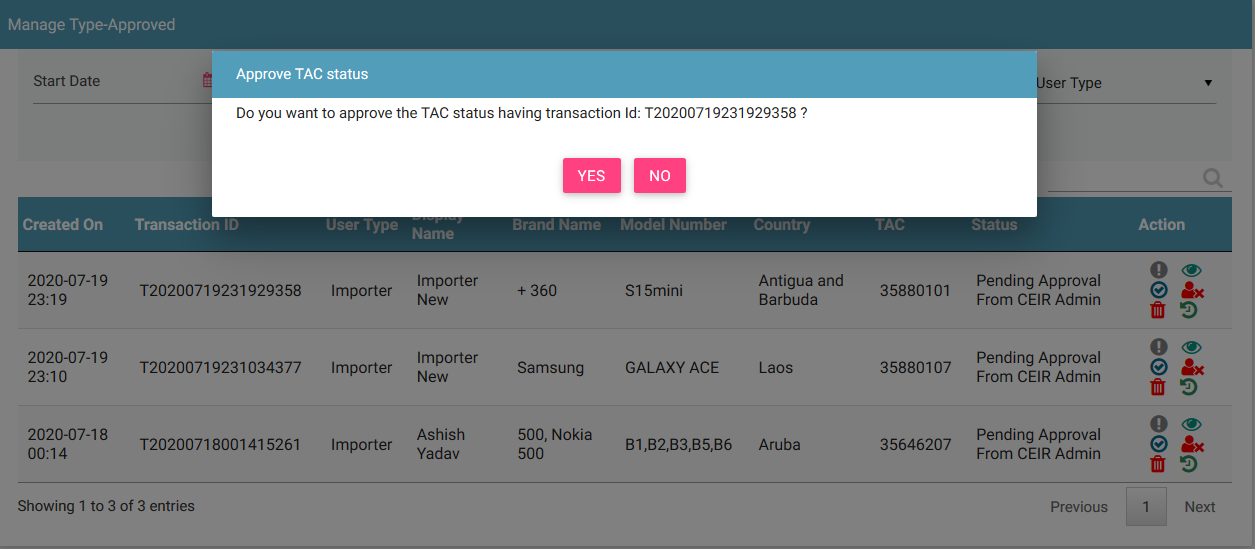 Manage Type-Approved
Approve TAC status
Start Date
User Type
Do you want to approve the TAC status having transaction Id: T20200719231929358 ?
YES
NO
Created On
Transaction ID
User Type
Display
Name
Brand Name
Model Number
Country
TAC
Status
Action
2020-07-19
23:19
T20200719231929358
Importer
Importer
New
+ 360
S15mini
Antigua and
Barbuda
35880101
Pending Approval
From CEIR Admin
2020-07-19
23:10
T20200719231034377
Importer
Importer
New
Samsung
GALAXY ACE
Laos
35880107
Pending Approval
From CEIR Admin
2020-07-18
00:14
T20200718001415261
Importer
Ashish
Yadav
500, Nokia
500
B1,B2,B3,B5,B6
Aruba
35646207
Pending Approval
From CEIR Admin
Showing 1 to 3 of 3 entries
Previous
1
Next